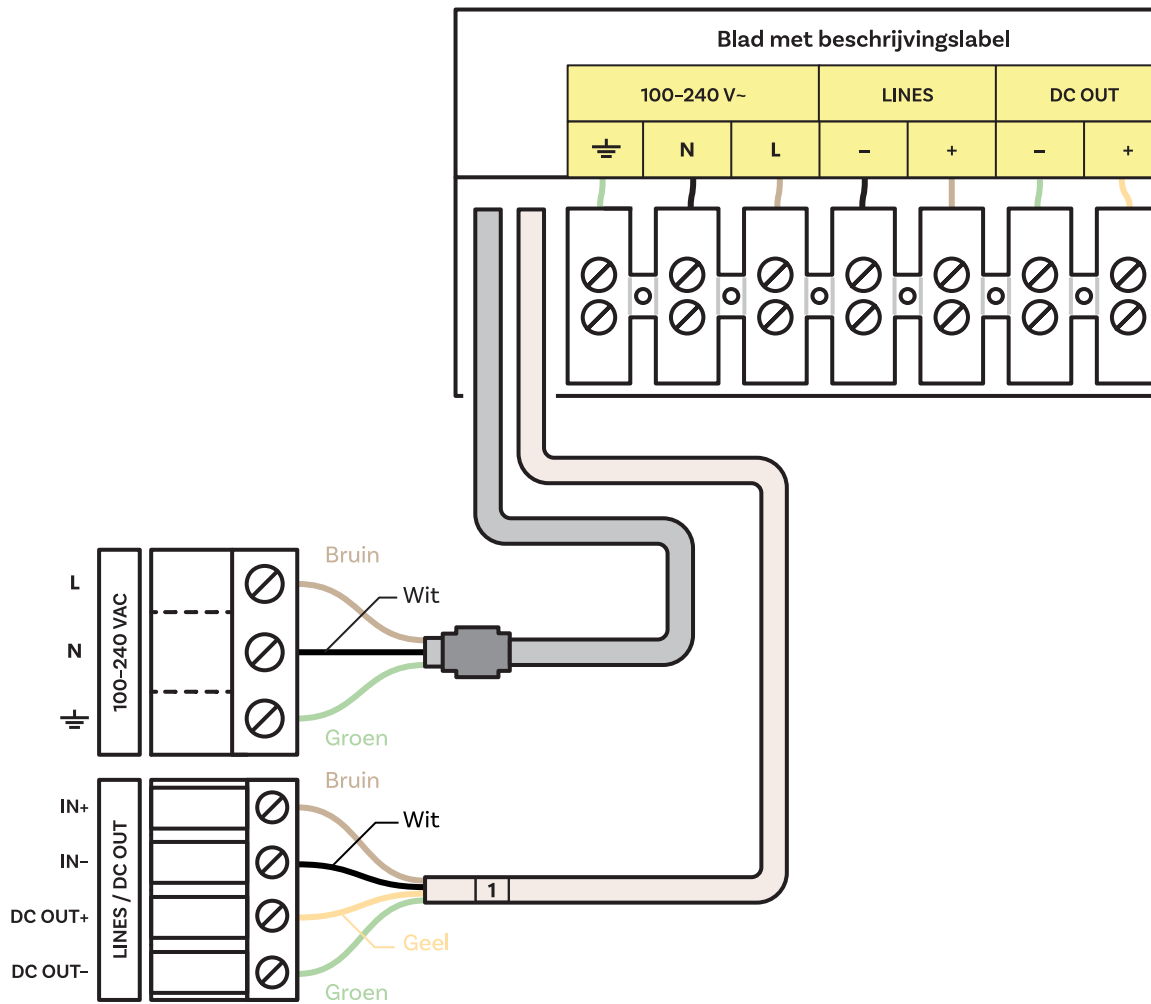 Blad met beschrijvingslabel
100–240 V~ LINES DC OUT
N L – + – +
Bruin
L
Wit
N
100–240 VAC
Groen
Bruin
IN+
Wit
IN–
LINES / DC OUT
1
DC OUT+
Geel
DC OUT–
Groen